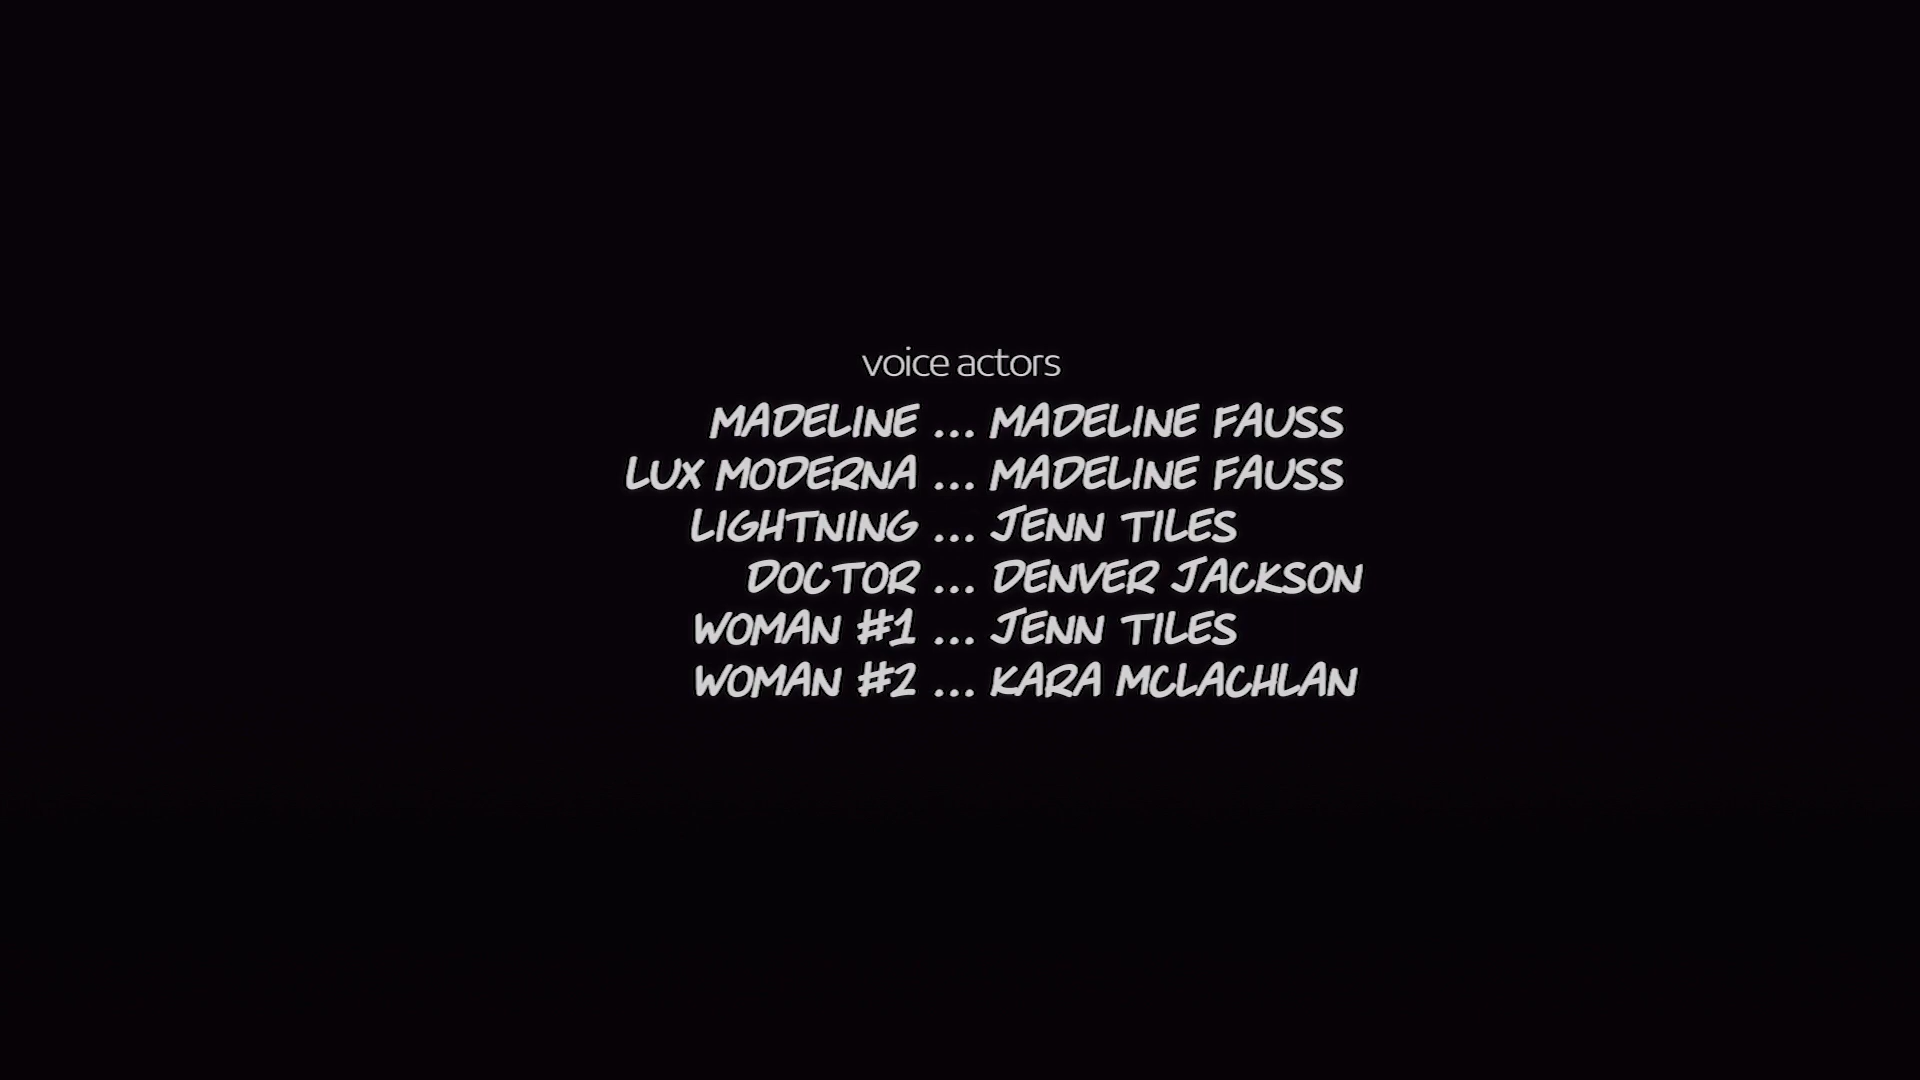 voice actors
MADELINE ... MADELINE FAUSS
LUX MODERNA ... MADELINE FAUSS
LIGHTNING ... JENN TILES
DOCTOR ... DENVER JACKSON
WOMAN #1 ... JENN TILES
WOMAN #2 ... KARA MCLACHLAN